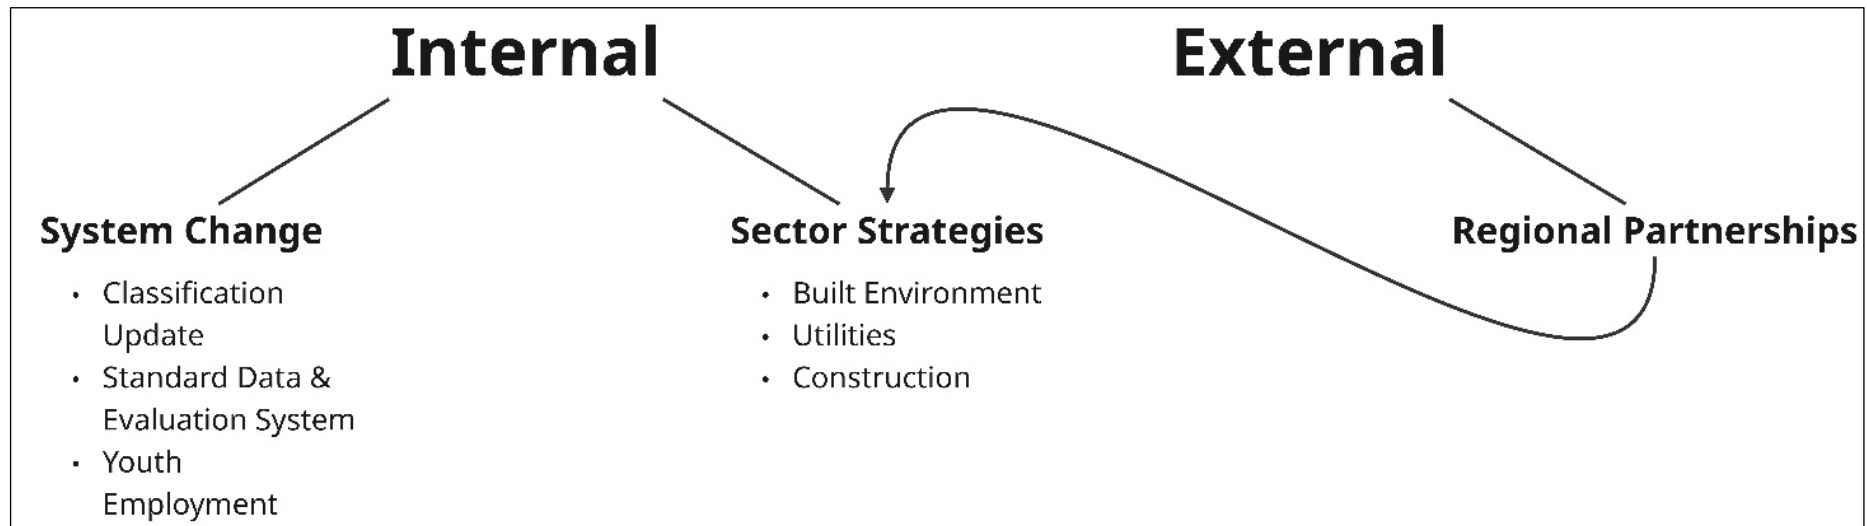 Internal
External
System Change
• Classification
Update
• Standard Data &
Evaluation System
• Youth
Employment
Sector Strategies
• Built Environment
• Utilities
• Construction
Regional Partnerships